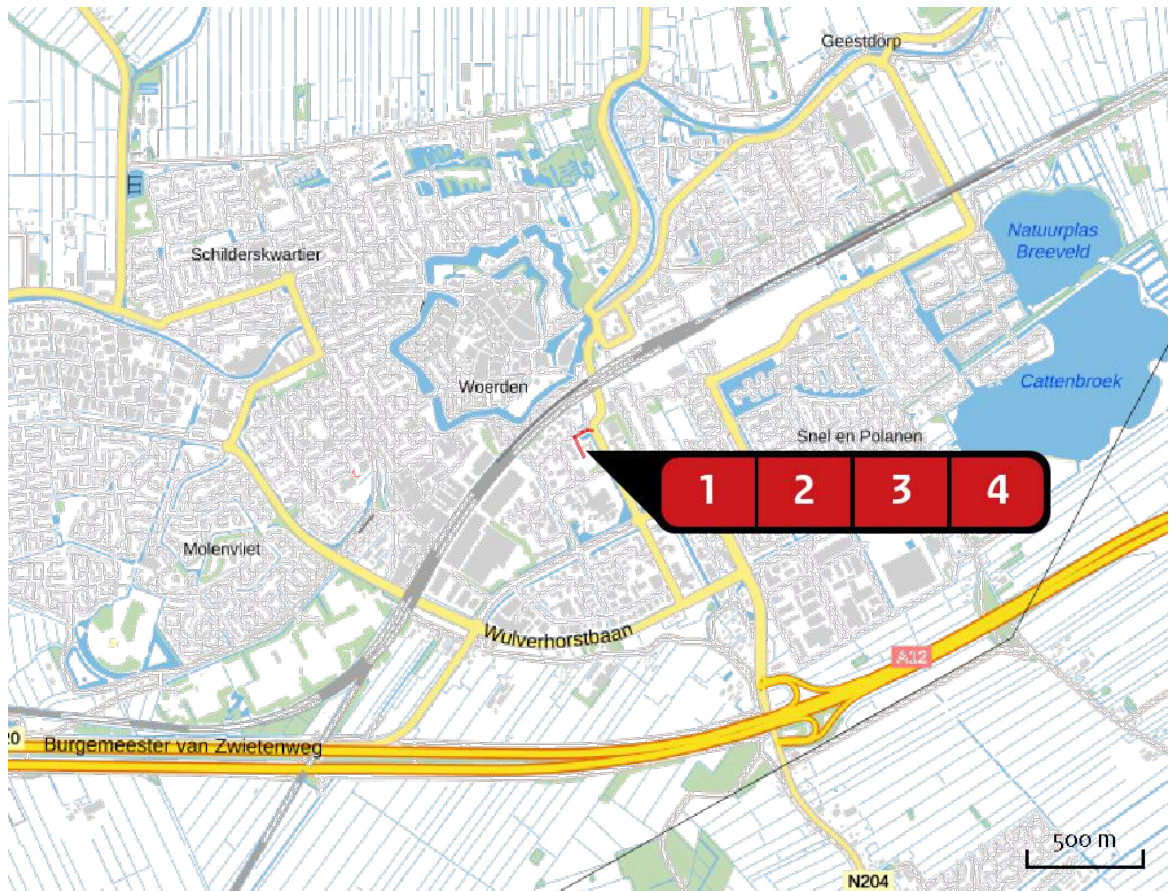 Geestdorp
Natuurplas
Breeveld
Schilderskwartier
Woerden
Cattenbroek
Snel en Polanen
1 2 3 4
Molenvliet
Wulverhorstbaan
A12
20
Burgemeester van Zwietenweg
500 m
N204